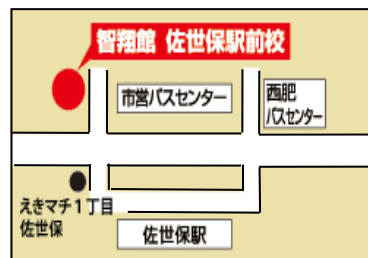 智翔館 佐世保駅前校
市営バスセンター
西肥
バスセンター
えきマチ1丁目
佐世保
佐世保駅